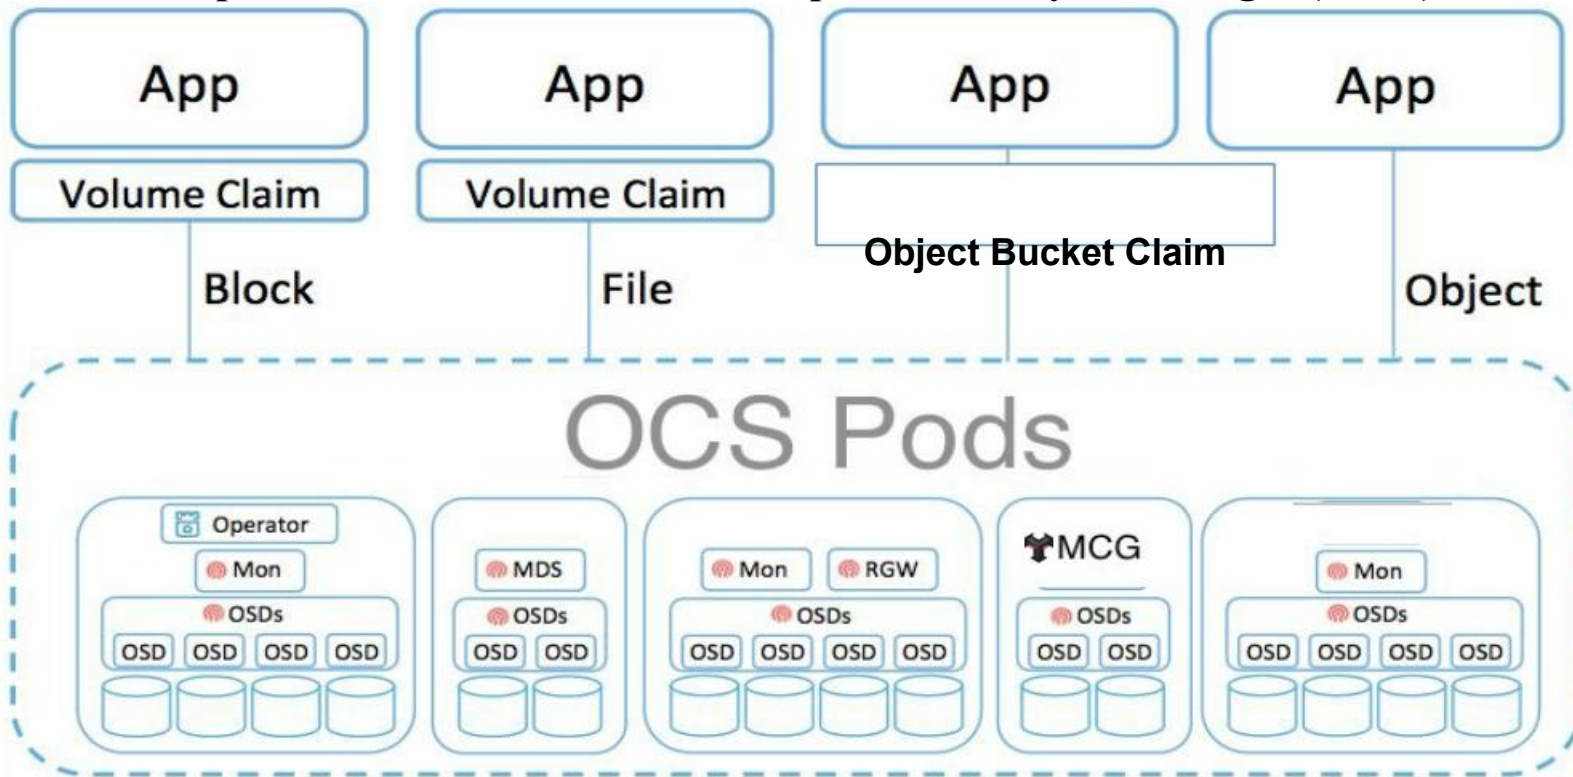 App App App App
Volume Claim Volume Claim
Object Bucket Claim
Block File Object
OCS Pods
Operator
MCG
Mon MDS Mon RGW Mon
OSDs OSDs OSDs OSDs OSDs
OSD OSD OSD OSD OSD OSD OSD OSD OSD OSD OSD OSD OSD OSD OSD OSD